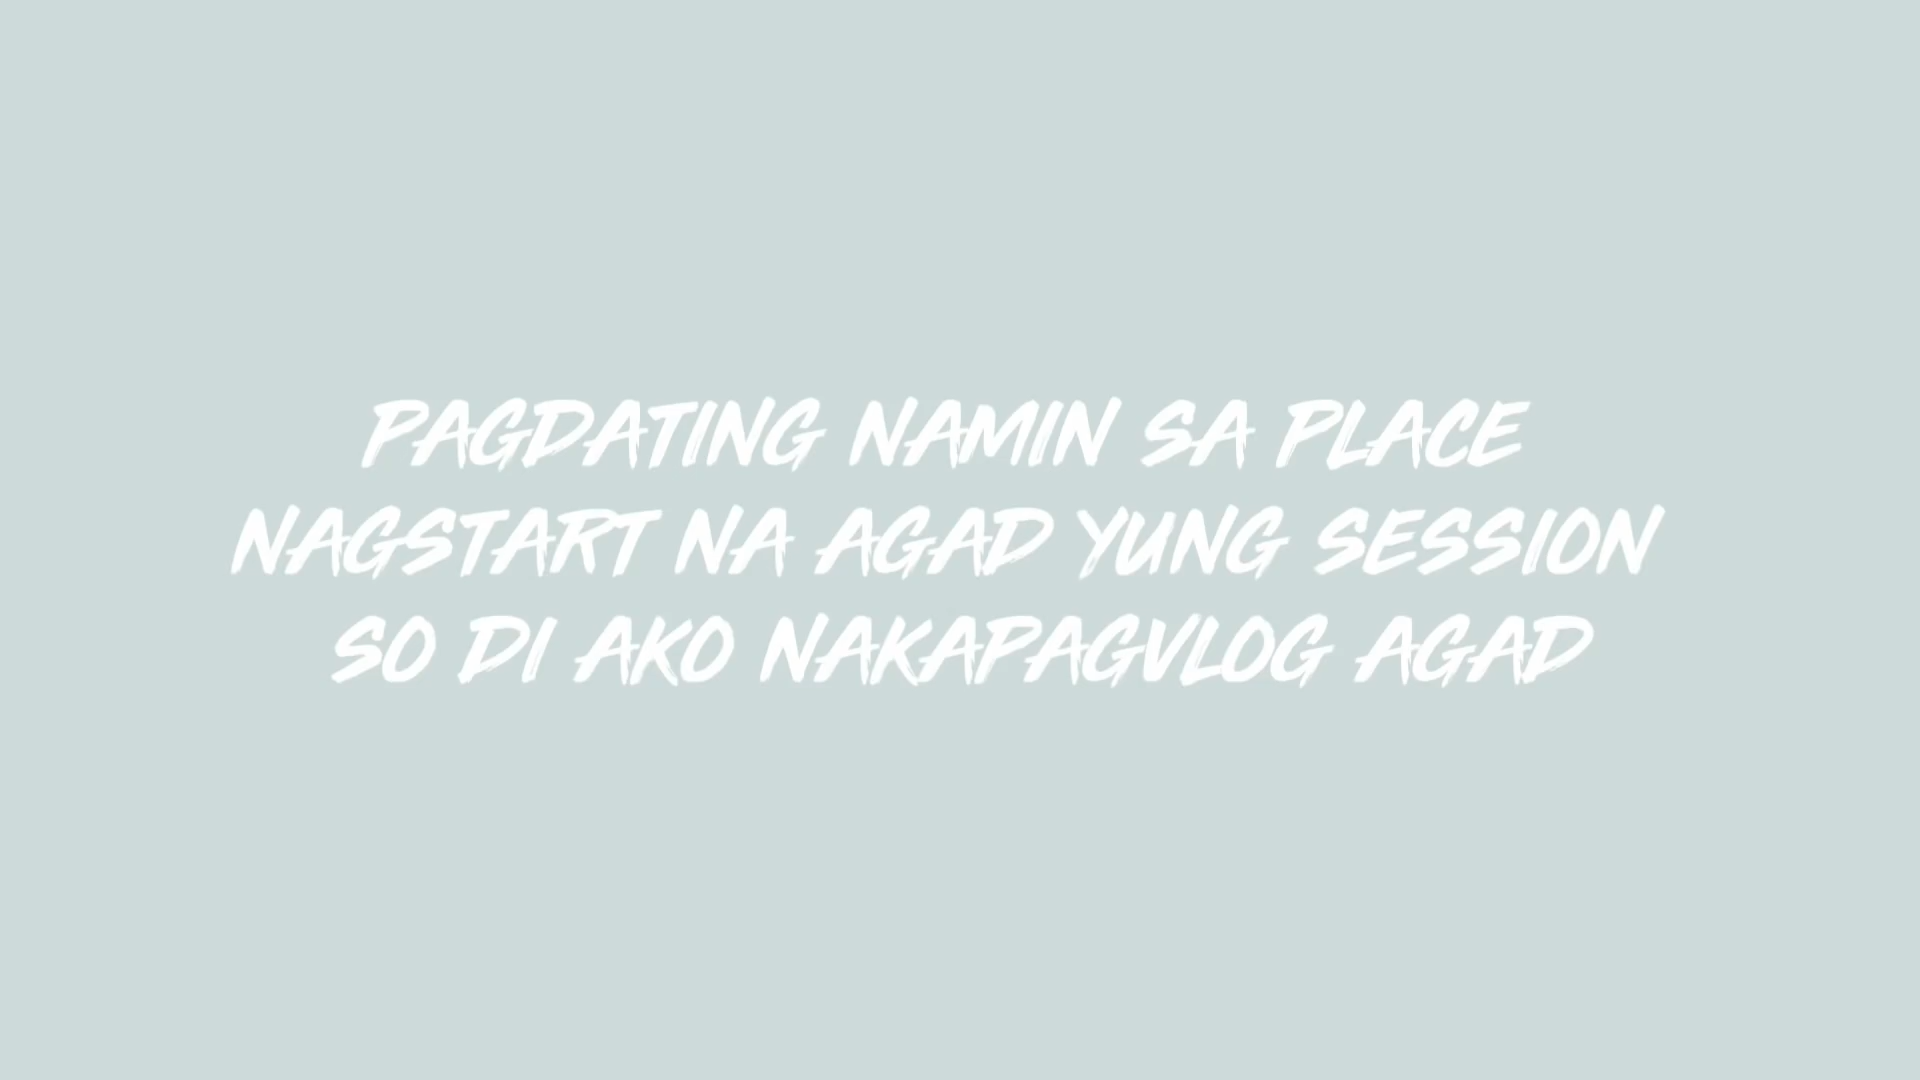 PAGDATING NAMIN SA PLACE
NAGSTART NA AGAD YUNG SESSION
SO DI AKO NAKAPAGVLOG AGAD